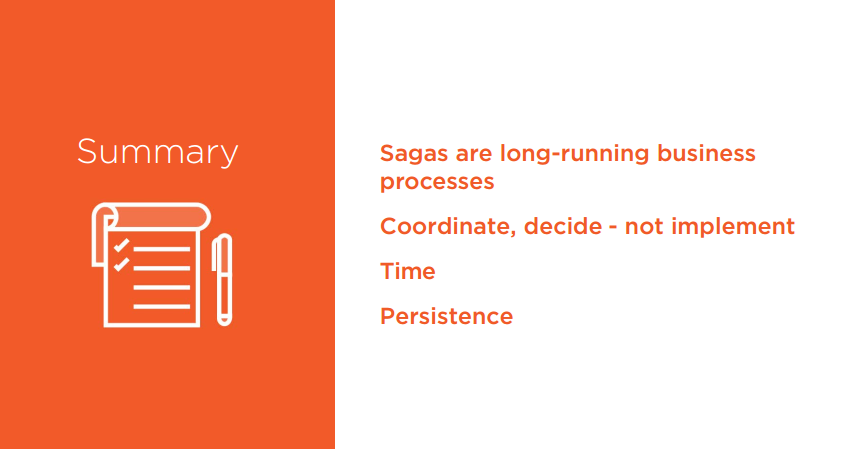 Summary
Sagas are long-running business
processes
Coordinate, decide - not implement
Time
Persistence